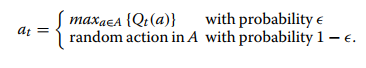 a_t = { max_{a∈A} {Q_t(a)} with probability ϵ
random action in A with probability 1 − ϵ.